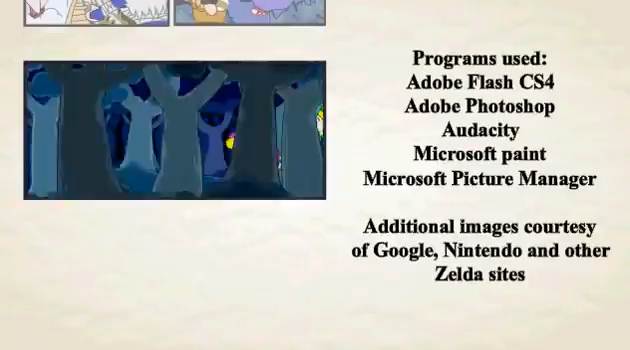 Programs used:
Adobe Flash CS4
Adobe Photoshop
Audacity
Microsoft paint
Microsoft Picture Manager
Additional images courtesy
of Google, Nintendo and other
Zelda sites